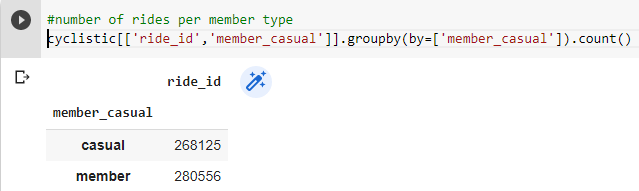 #number of rides per member type
cyclistic[['ride_id','member_casual']].groupby(by=['member_casual']).count()
ride_id
member_casual
casual 268125
member 280556